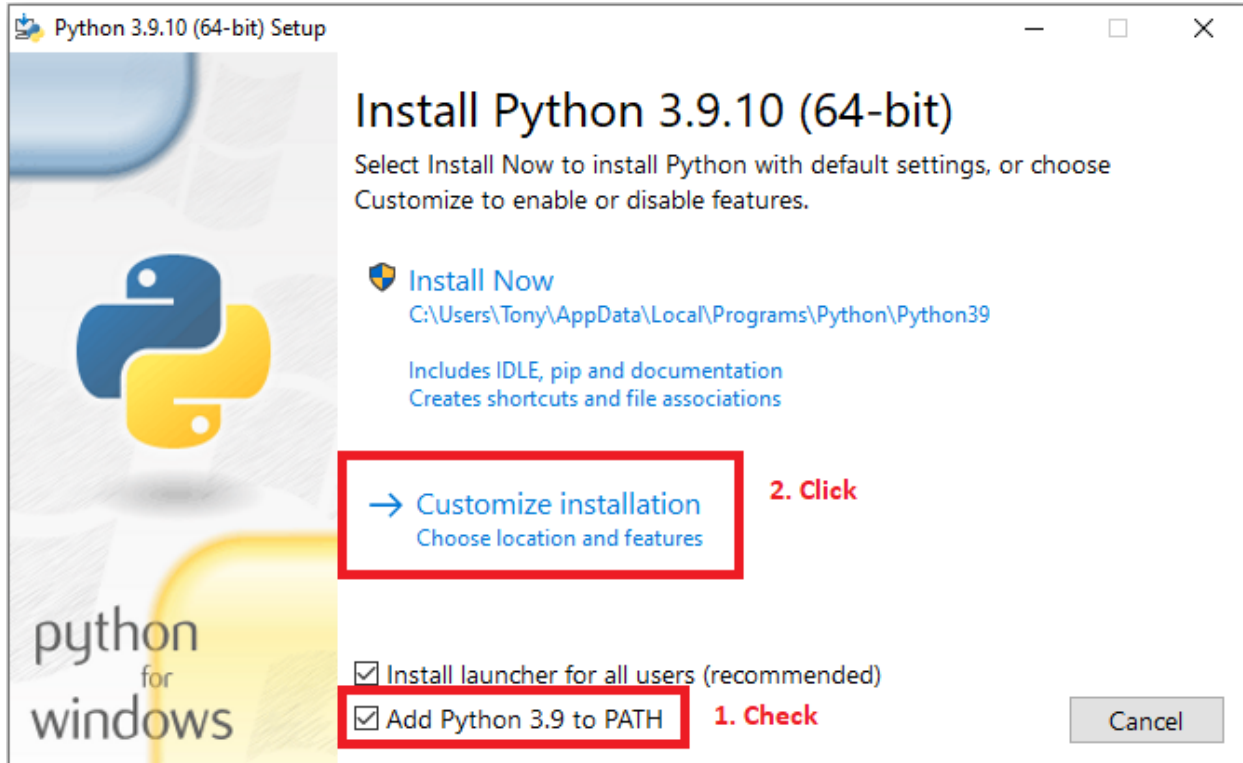 Python 3.9.10 (64-bit) Setup
Install Python 3.9.10 (64-bit)
Select Install Now to install Python with default settings, or choose
Customize to enable or disable features.
Install Now
C:\Users\Tony\AppData\Local\Programs\Python\Python39
Includes IDLE, pip and documentation
Creates shortcuts and file associations
Customize installation
Choose location and features
2. Click
python
for
windows
Install launcher for all users (recommended)
Add Python 3.9 to PATH
1. Check
Cancel